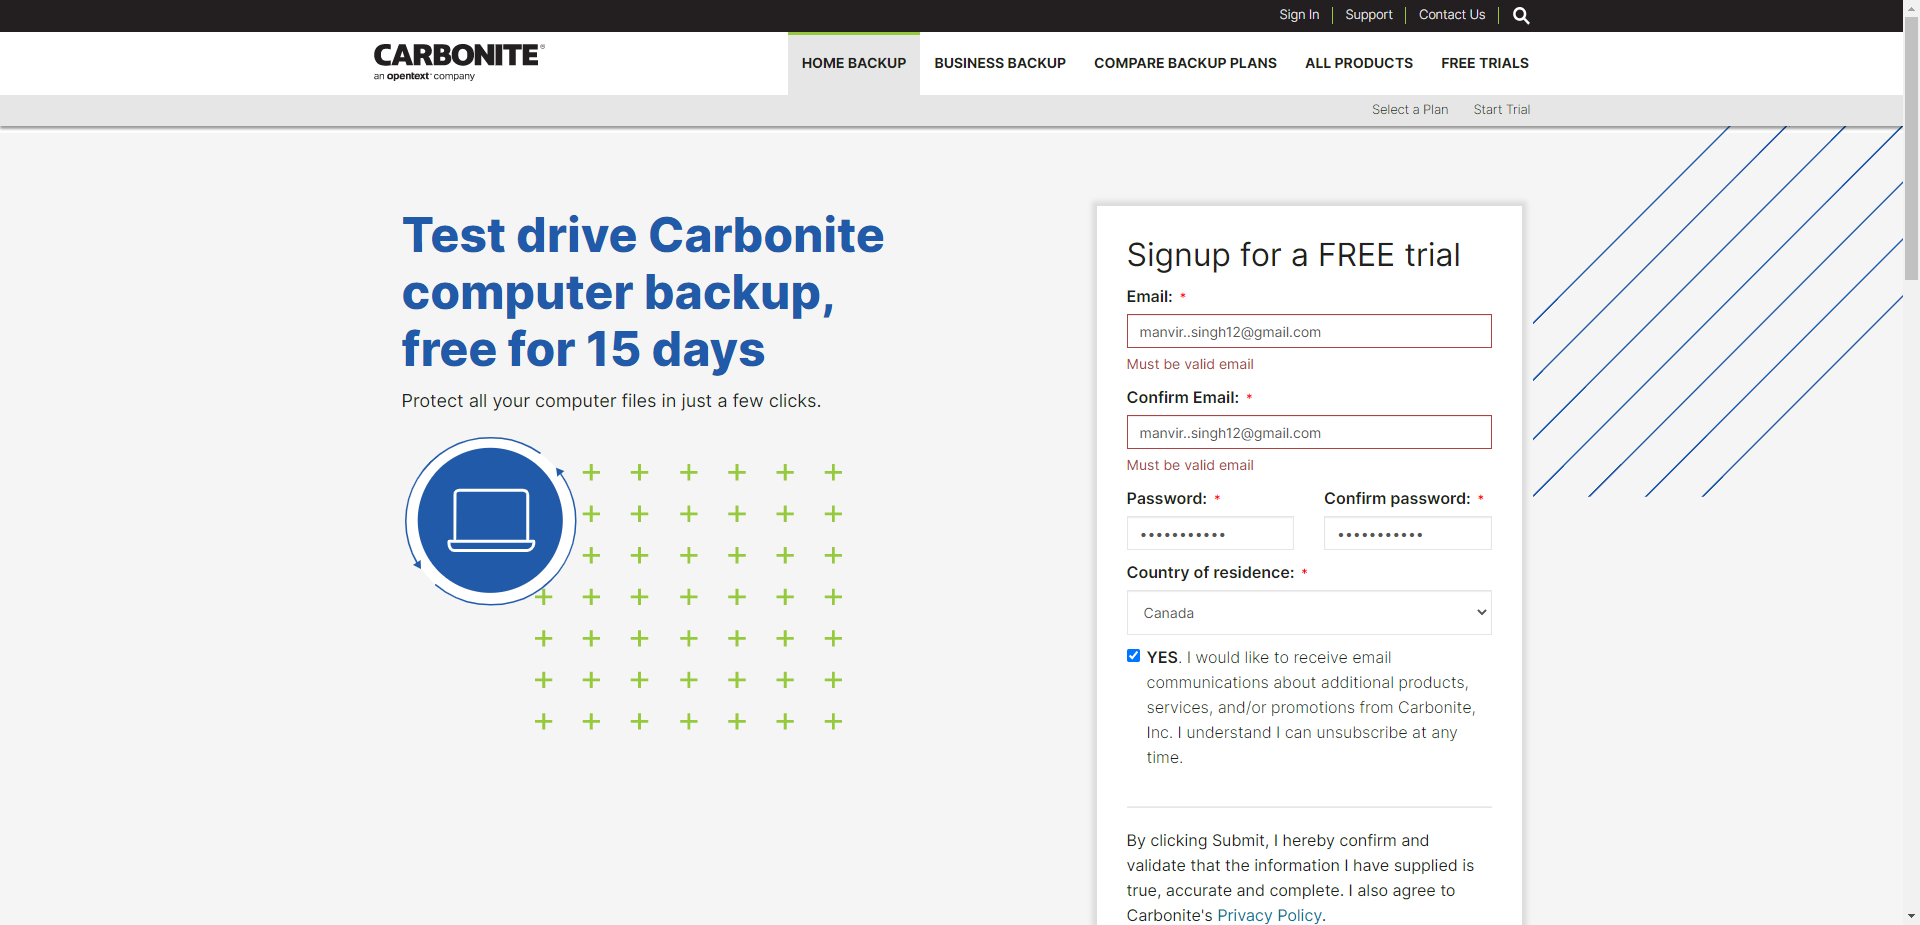 Sign In
Support
Contact Us
CARBONITE®
an opentext™ company
HOME BACKUP
BUSINESS BACKUP
COMPARE BACKUP PLANS
ALL PRODUCTS
FREE TRIALS
Select a Plan
Start Trial
Test drive Carbonite
computer backup,
free for 15 days
Protect all your computer files in just a few clicks.
Signup for a FREE trial
Email: *
manvir..singh12@gmail.com
Must be valid email
Confirm Email: *
manvir..singh12@gmail.com
Must be valid email
Password: *
Confirm password: *
•••••••••••
•••••••••••
Country of residence: *
Canada
YES. I would like to receive email
communications about additional products,
services, and/or promotions from Carbonite,
Inc. I understand I can unsubscribe at any
time.
By clicking Submit, I hereby confirm and
validate that the information I have supplied is
true, accurate and complete. I also agree to
Carbonite's Privacy Policy.